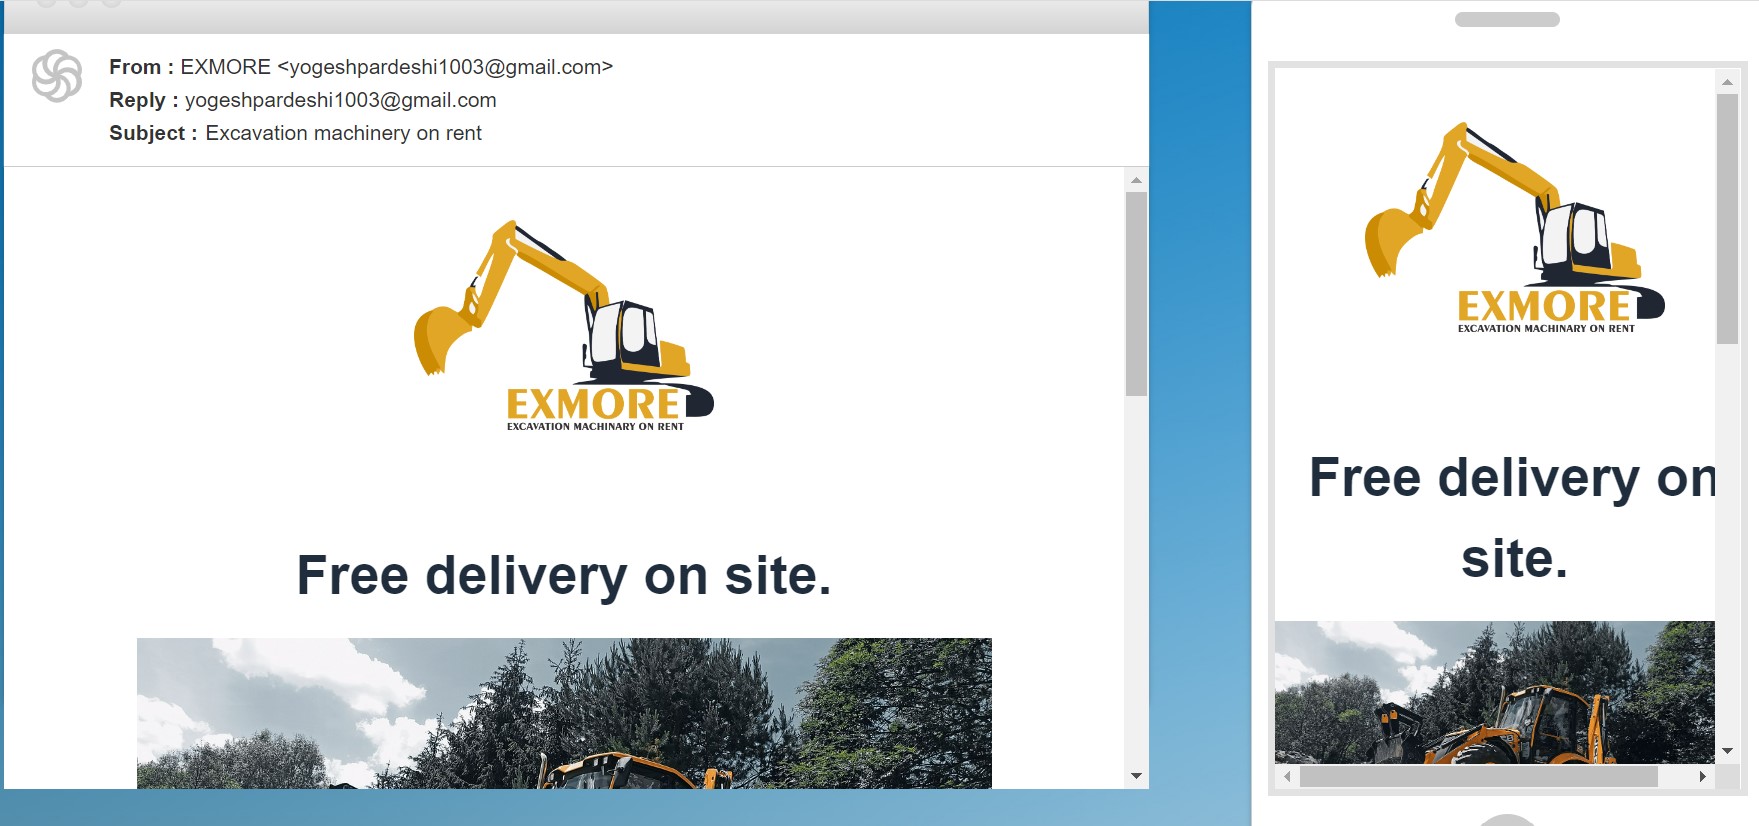 From : EXMORE <yogeshpardeshi1003@gmail.com>
Reply : yogeshpardeshi1003@gmail.com
Subject : Excavation machinery on rent
EXMORE
EXCAVATION MACHINARY ON RENT
Free delivery on site.
EXMORE
EXCAVATION MACHINARY ON RENT
Free delivery on
site.